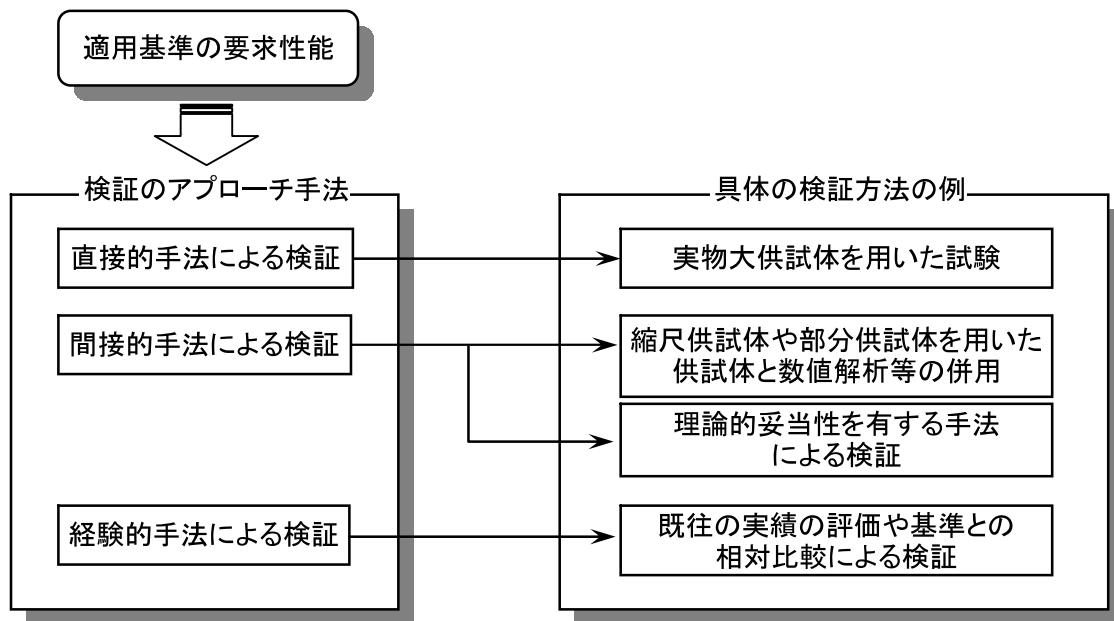 適用基準の要求性能
検証のアプローチ手法
直接的手法による検証
間接的手法による検証
経験的手法による検証
具体の検証方法の例
実物大供試体を用いた試験
縮尺供試体や部分供試体を用いた
供試体と数値解析等の併用
理論的妥当性を有する手法
による検証
既往の実績の評価や基準との
相対比較による検証